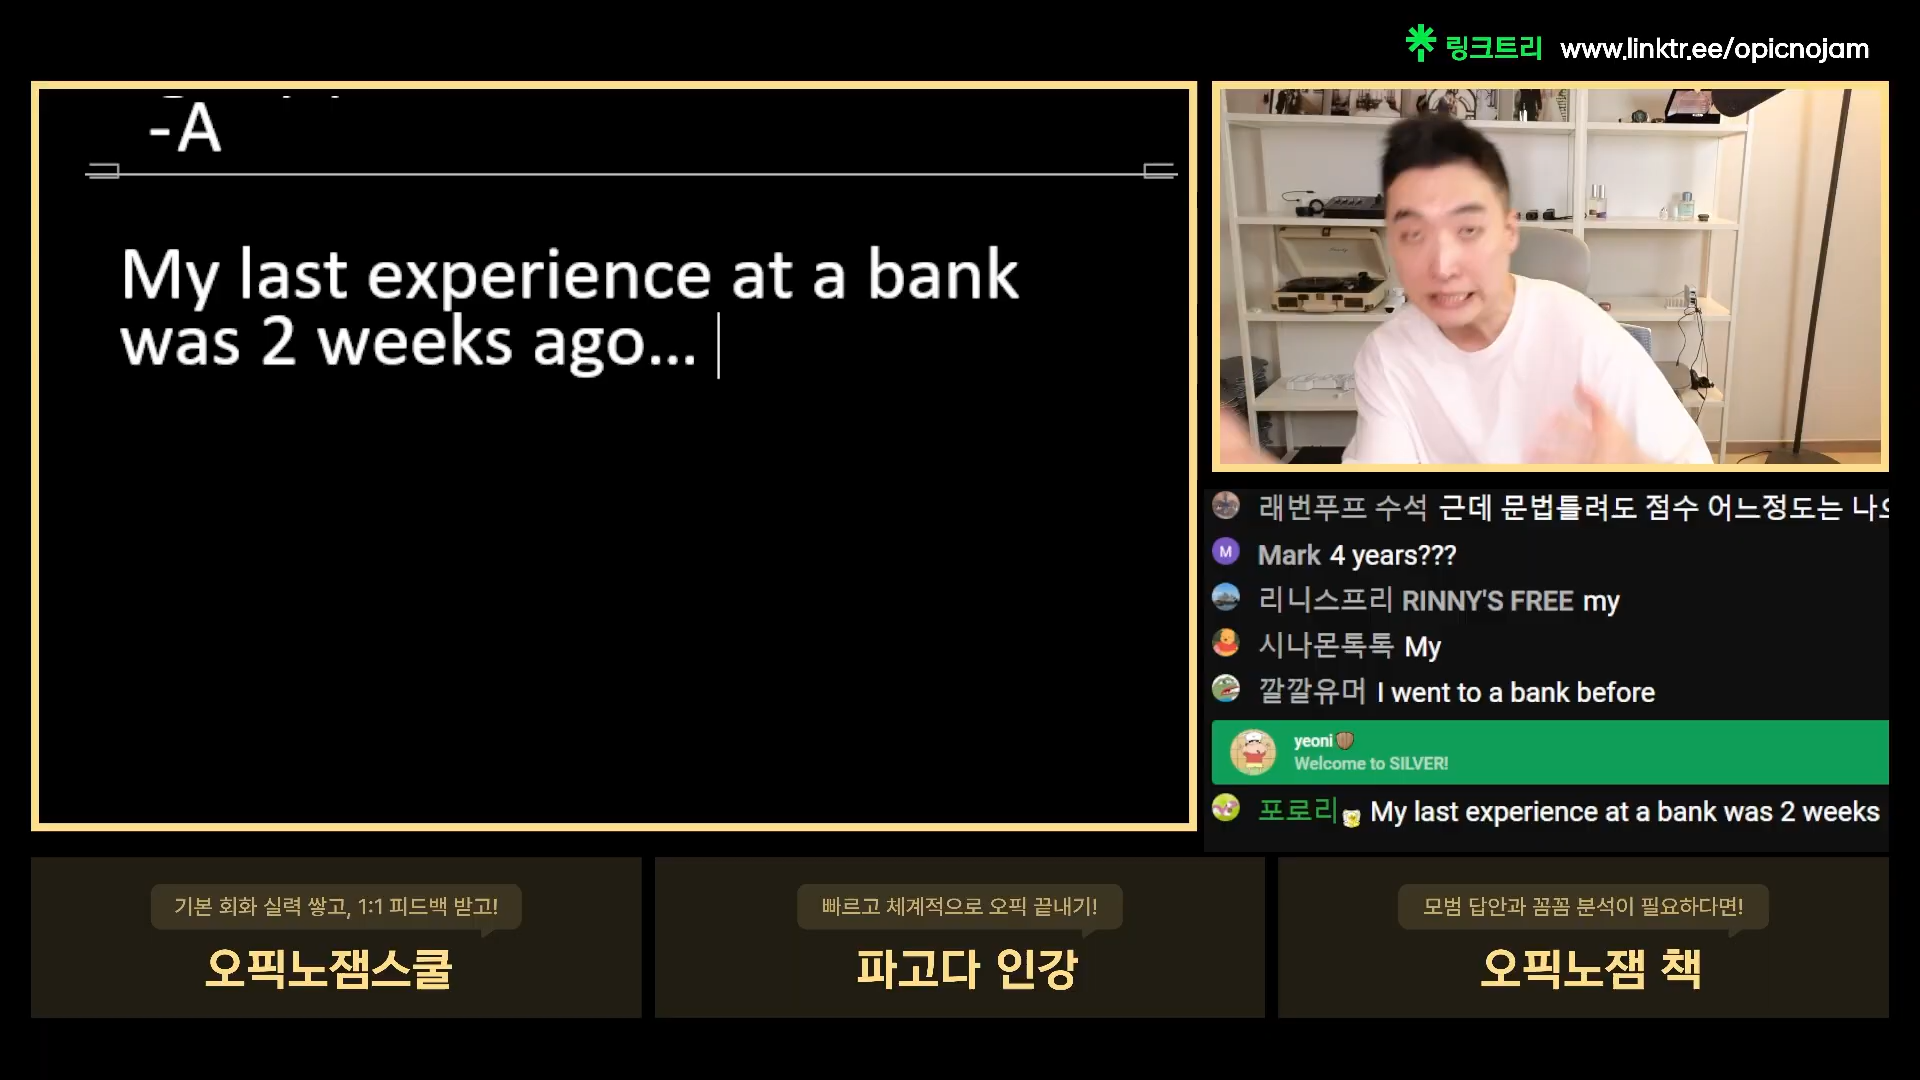 링크트리 www.linktr.ee/opicnojam
-A
My last experience at a bank
was 2 weeks ago...
래번푸프 수석 근데 문법틀려도 점수 어느정도는
M Mark 4 years???
리니스프리 RINNY'S FREE my
시나몬톡톡 My
깔깔유머 I went to a bank before
yeoni
Welcome to SILVER!
포로리 My last experience at a bank was 2 weeks
기본 회화 실력 쌓고, 1:1 피드백 받고!
오픽노잼스쿨
빠르고 체계적으로 오픽 끝내기!
파고다 인강
모범 답안과 꼼꼼 분석이 필요하다면!
오픽노잼 책